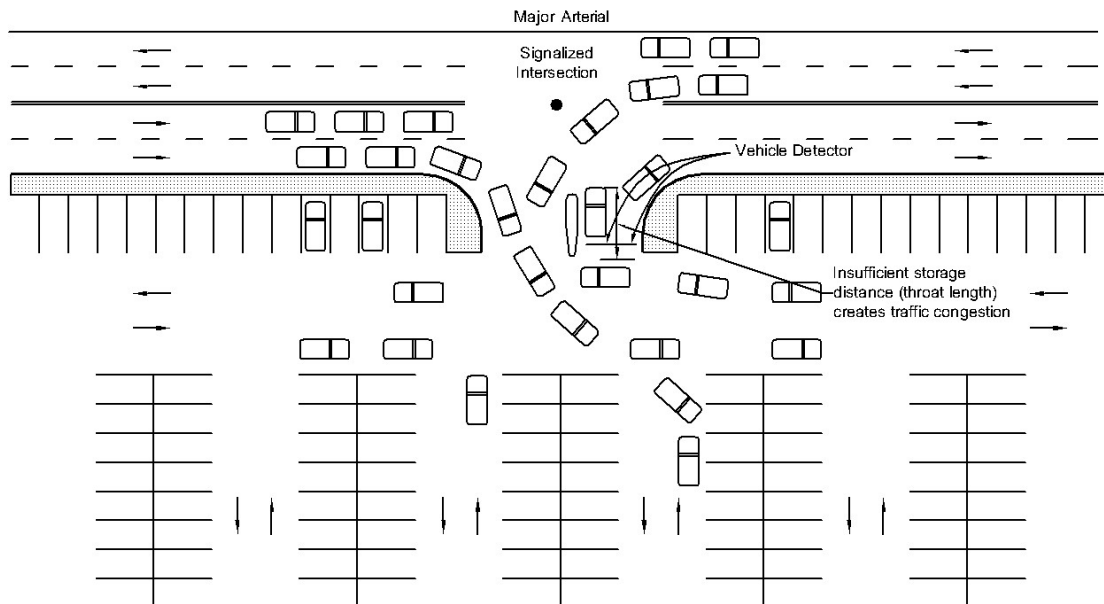 Major Arterial
Signalized
Intersection
Vehicle Detector
Insufficient storage
distance (throat length)
creates traffic congestion